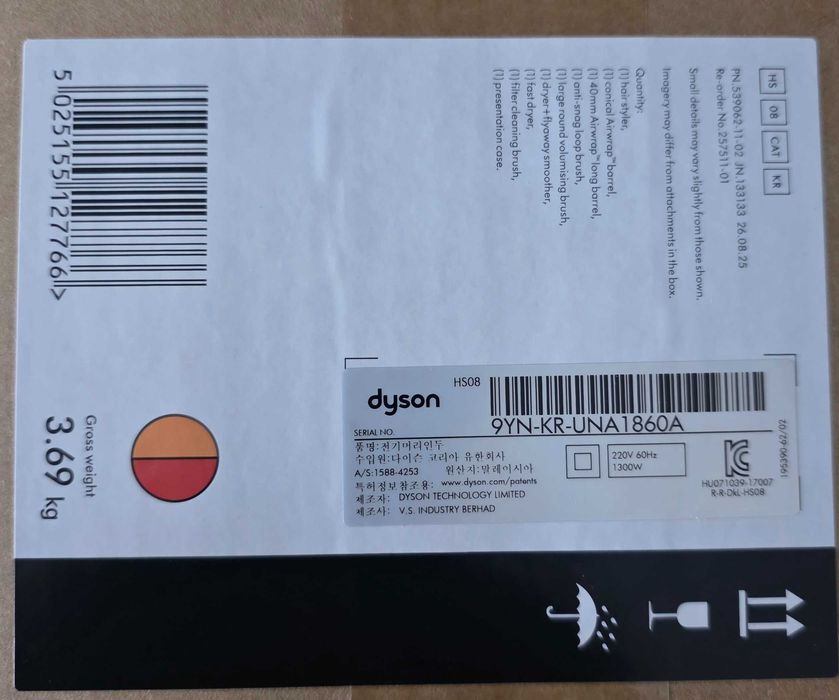 HS 08 CAT KR
PN.539062-11-02 JN.133133 26.08.25
Re-order No.257511-01
Small details may vary slightly from those shown.
Imagery may differ from attachments in the box.
Quantity:
(1) hair styler,
(1) conical Airwrap™ barrel,
(1) 40mm Airwrap™ long barrel,
(1) anti-snag loop brush,
(1) large round volumising brush,
(1) dryer+flyaway smoother,
(1) fast dryer,
(1) filter cleaning brush,
(1) presentation case.
5 025155 127766 >
Gross weight
3.69 kg
dyson
HS08
SERIAL NO.
9YN-KR-UNA1860A
품명:전기머리인두
수입원:다이슨 코리아 유한회사
A/S:1588-4253 원산지:말레이시아
특허정보참조용: www.dyson.com/patents
제조자: DYSON TECHNOLOGY LIMITED
제조사: V.S. INDUSTRY BERHAD
220V 60Hz
1300W
HU071039-17007
R-R-DkL-HS08